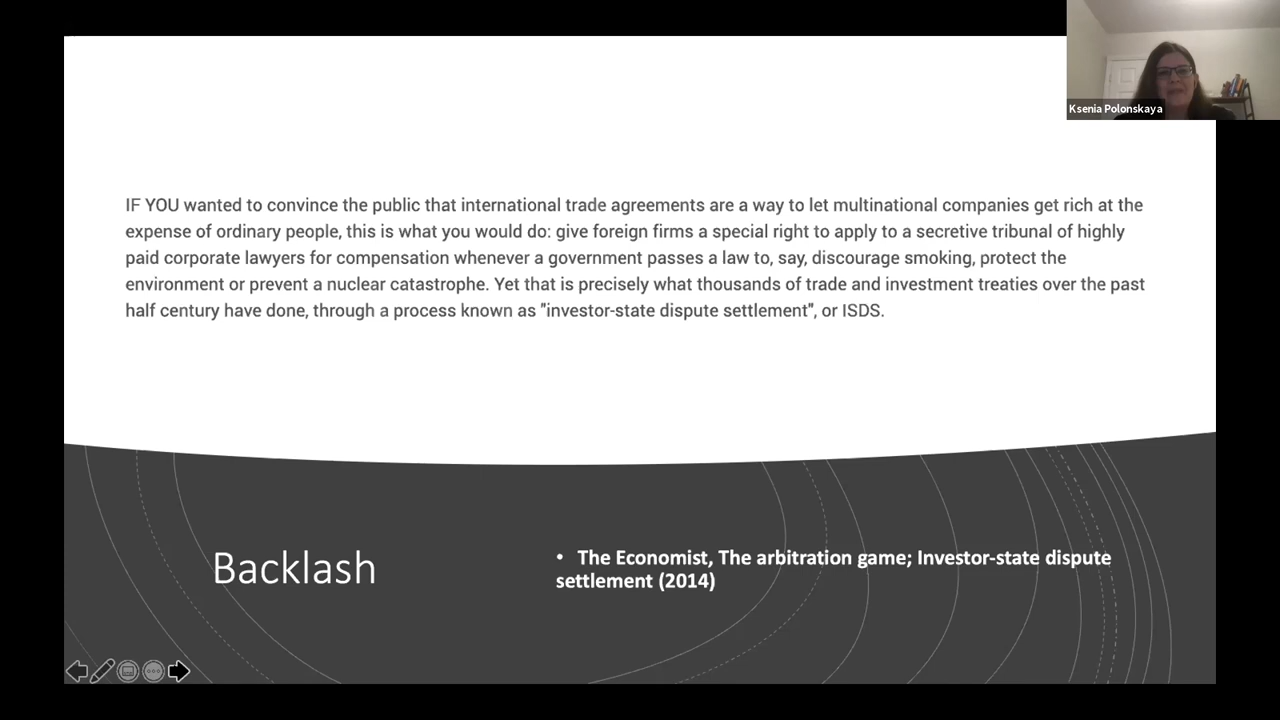 Ksenia Polonskaya
IF YOU wanted to convince the public that international trade agreements are a way to let multinational companies get rich at the
expense of ordinary people, this is what you would do: give foreign firms a special right to apply to a secretive tribunal of highly
paid corporate lawyers for compensation whenever a government passes a law to, say, discourage smoking, protect the
environment or prevent a nuclear catastrophe. Yet that is precisely what thousands of trade and investment treaties over the past
half century have done, through a process known as "investor-state dispute settlement", or ISDS.
Backlash
• The Economist, The arbitration game; Investor-state dispute
settlement (2014)